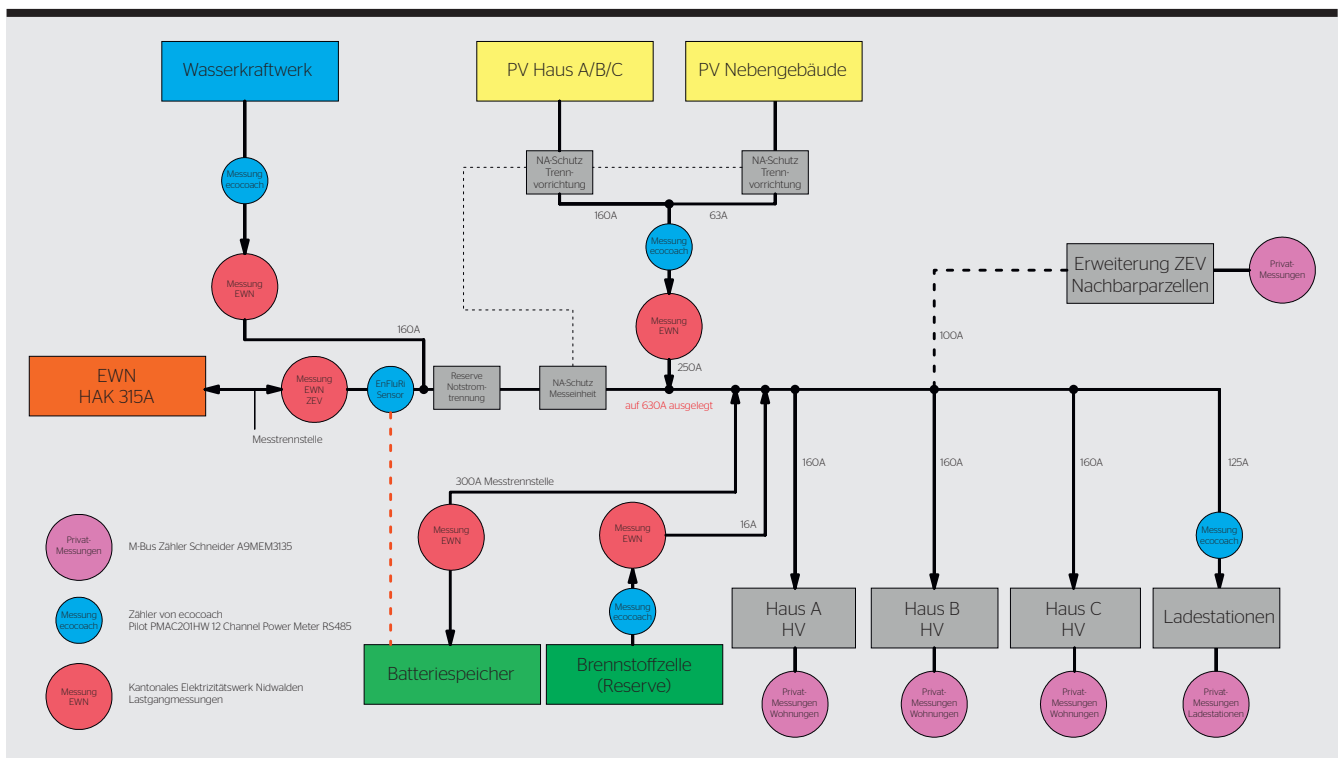 Wasserkraftwerk
PV Haus A/B/C
PV Nebengebäude
Messung
ecocoach
NA-Schutz
Trenn-
vorrichtung
NA-Schutz
Trenn-
vorrichtung
160A
63A
Messung
ecocoach
Messung
EWN
Messung
EWN
Erweiterung ZEV
Nachbarparzellen
Privat-
Messungen
160A
250A
100A
EWN
HAK 315A
Messung
EWN
ZEV
EnFluRi
Sensor
Reserve
Notstrom-
trennung
NA-Schutz
Messeinheit
auf 630A ausgelegt
Messtrennstelle
160A
160A
160A
125A
300A Messtrennstelle
Messung
EWN
Messung
EWN
16A
Messung
ecocoach
Privat-
Messungen
M-Bus Zähler Schneider A9MEM3135
Messung
ecocoach
Zähler von ecocoach
Pilot PMAC201HW 12 Channel Power Meter RS485
Messung
ecocoach
Haus A
HV
Haus B
HV
Haus C
HV
Ladestationen
Batteriespeicher
Brennstoffzelle
(Reserve)
Messung
EWN
Kantonales Elektrizitätswerk Nidwalden
Lastgangmessungen
Privat-
Messungen
Wohnungen
Privat-
Messungen
Wohnungen
Privat-
Messungen
Wohnungen
Privat-
Messungen
Ladestationen